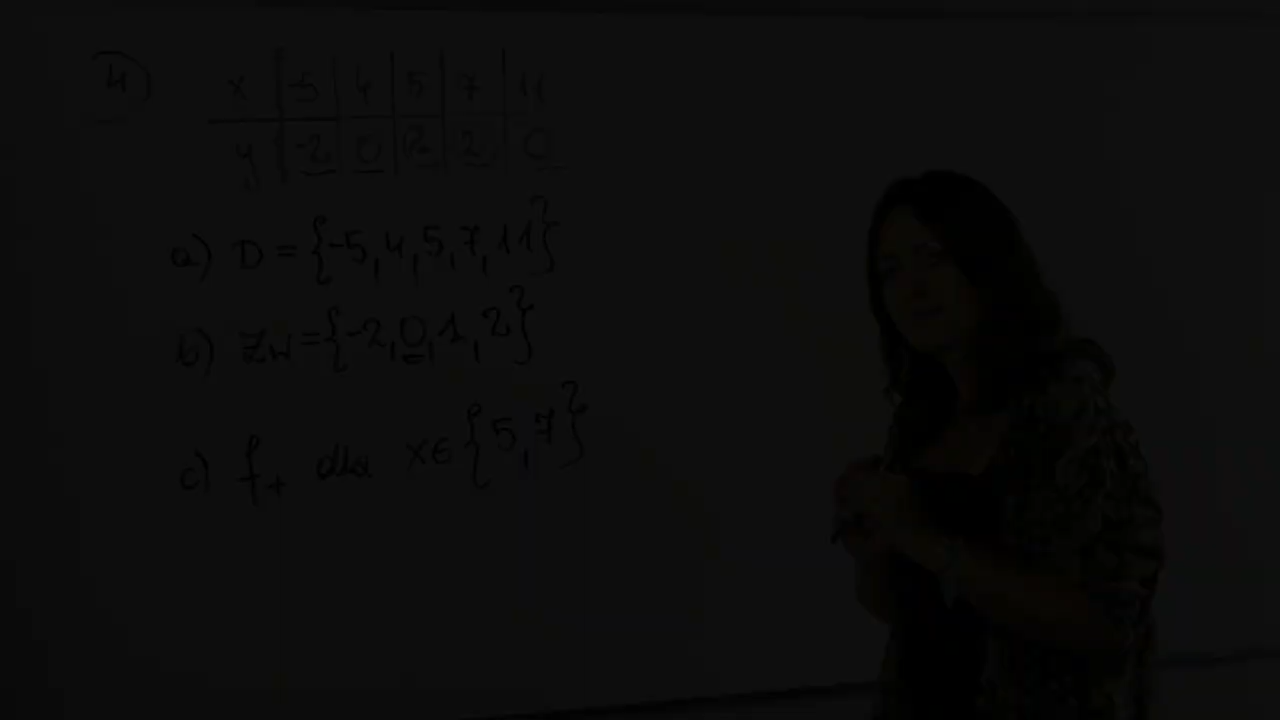 4)
x | -5 | 4 | 5 | 7 | 11
y | -2 | 0 | | 2 | 0
a) D = {-5, 4, 5, 7, 11}
b) ZW = {-2, 0, 1, 2}
c) f+ dla x∈ {5, 7}